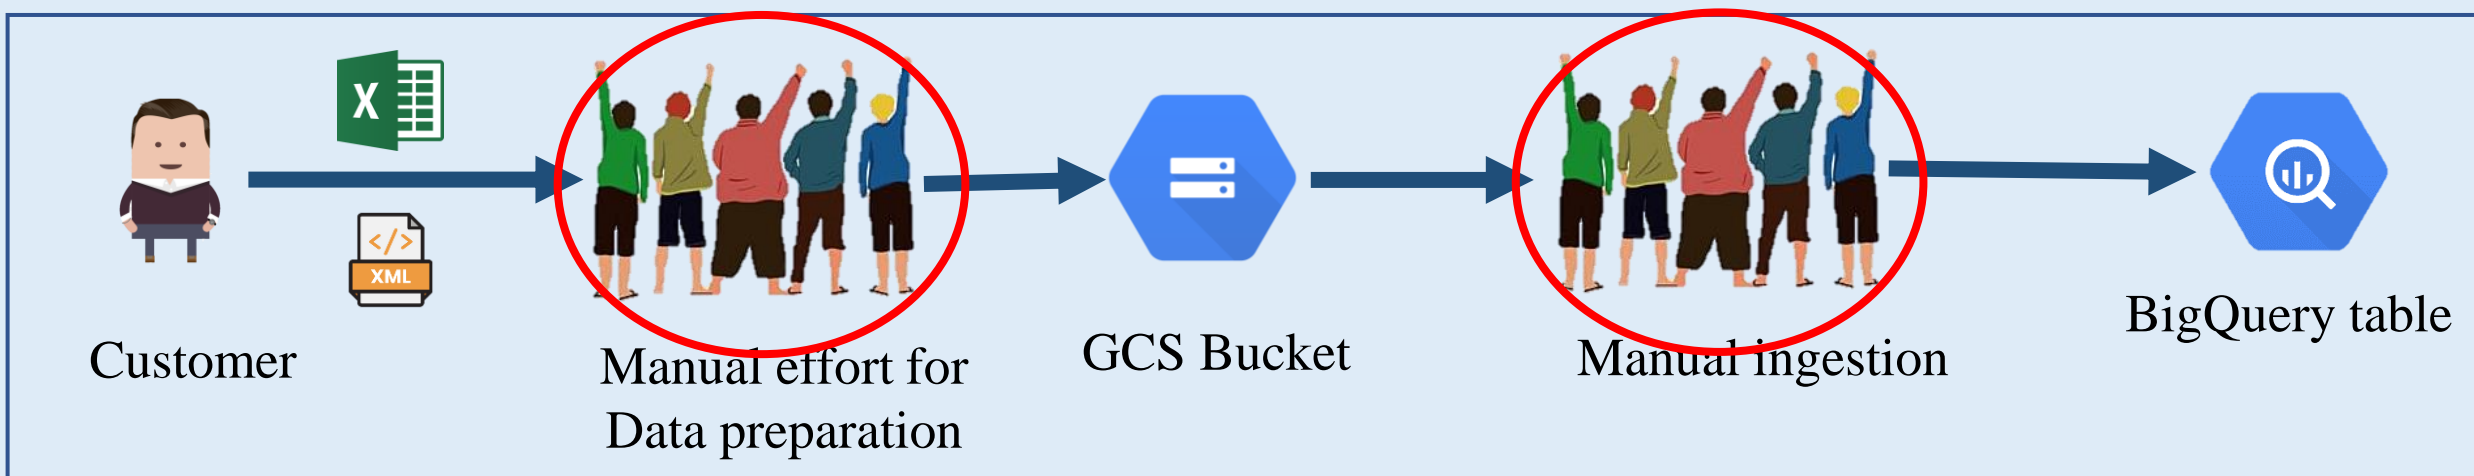 X
</>
XML
Customer
Manual effort for
Data preparation
GCS Bucket
Manual ingestion
BigQuery table